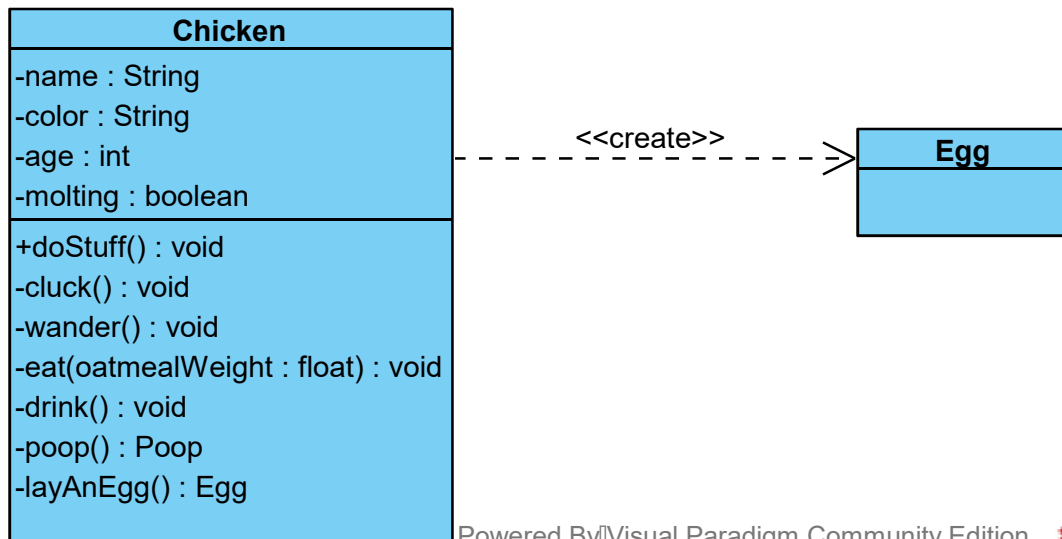 Chicken
-name : String
-color : String
-age : int
-molting : boolean
+doStuff() : void
-cluck() : void
-wander() : void
-eat(oatmealWeight : float) : void
-drink() : void
-poop() : Poop
-layAnEgg() : Egg
<<create>>
Egg
Powered By Visual Paradigm Community Edition